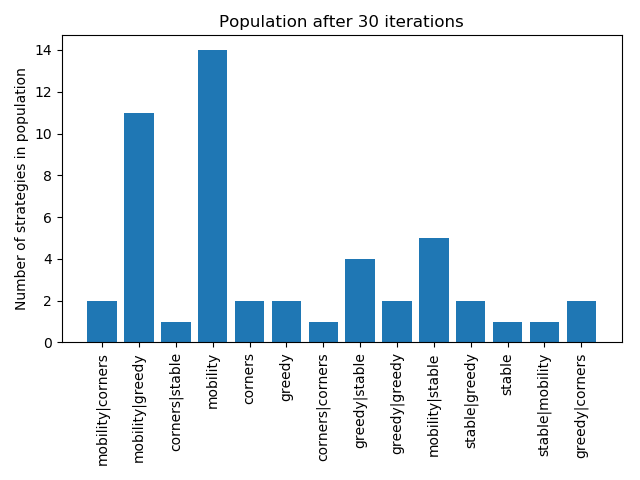 Population after 30 iterations
Number of strategies in population
14
12
10
8
6
4
2
0
mobility|corners
mobility|greedy
corners|stable
mobility
corners
greedy
corners|corners
greedy|stable
greedy|greedy
mobility|stable
stable|greedy
stable
stable|mobility
greedy|corners